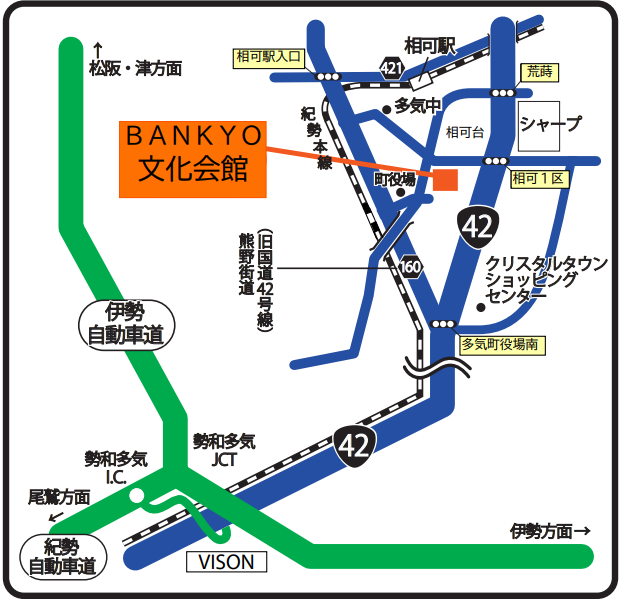 ↑
松阪・津方面
相可駅入口
421
相可駅
荒蒔
多気中
相可台
シャープ
紀勢本線
BANKYO
文化会館
町役場
相可1区
42
(旧国道42号線)
熊野街道
160
クリスタルタウン
ショッピング
センター
伊勢
自動車道
多気町役場南
42
勢和多気
JCT
勢和多気
I.C.
尾鷲方面
←
紀勢
自動車道
VISON
伊勢方面→